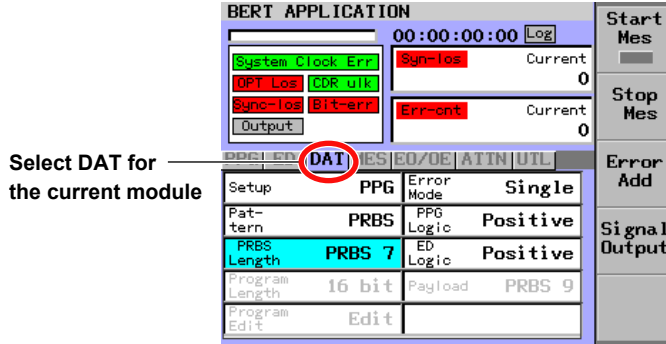 BERT APPLICATION
00:00:00:00 Log
System Clock Err
OPT Los CDR ulk
Sync-los Bit-err
Output
Syn-los Current
0
Err-cnt Current
0
Start
Mes
Stop
Mes
Error
Add
Signal
Output
Select DAT for
the current module
PPG ED DAT MES EO/OE ATTN UTL
Setup PPG Error Mode Single
Pat-
tern PRBS PPG Logic Positive
PRBS
Length PRBS 7 ED Logic Positive
Program
Length 16 bit Payload PRBS 9
Program
Edit Edit